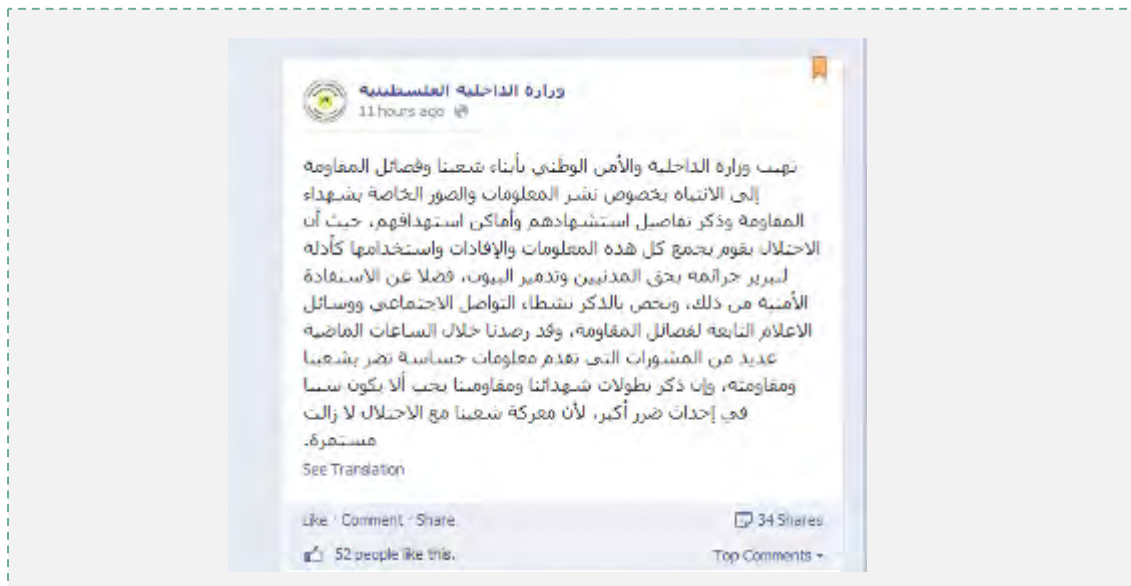 وزارة الداخلية الفلسطينية
11 hours ago
تهيب وزارة الداخلية والأمن الوطني بأبناء شعبنا وفصائل المقاومة
إلى الانتباه بخصوص نشر المعلومات والصور الخاصة بشهداء
المقاومة وذكر تفاصيل استشهادهم وأماكن استهدافهم، حيث أن
الاحتلال يقوم بجمع كل هذه المعلومات والإفادات واستخدامها كأدلة
لتبرير جرائمه بحق المدنيين وتدمير البيوت، فضلا عن الاستفادة
الأمنية من ذلك، ونخص بالذكر نشطاء التواصل الاجتماعي ووسائل
الاعلام التابعة لفصائل المقاومة، وقد رصدنا خلال الساعات الماضية
عديد من المشورات التي تقدم معلومات حساسة تضر بشعبنا
ومقاومته، وإن ذكر بطولات شهدائنا ومقاومينا يجب ألا يكون سببا
في إحداث ضرر أكبر، لأن معركة شعبنا مع الاحتلال لا زالت
مستمرة.
See Translation
Like · Comment · Share
34 Shares
52 people like this.
Top Comments